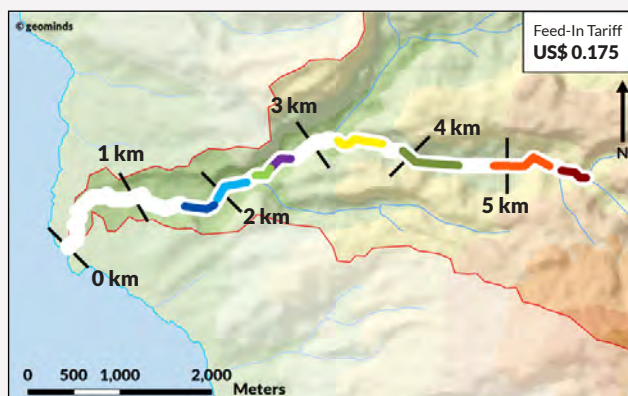 © geominds
Feed-In Tariff
US$ 0.175
3 km
4 km
N
1 km
5 km
2 km
0 km
0 500 1,000 2,000
Meters